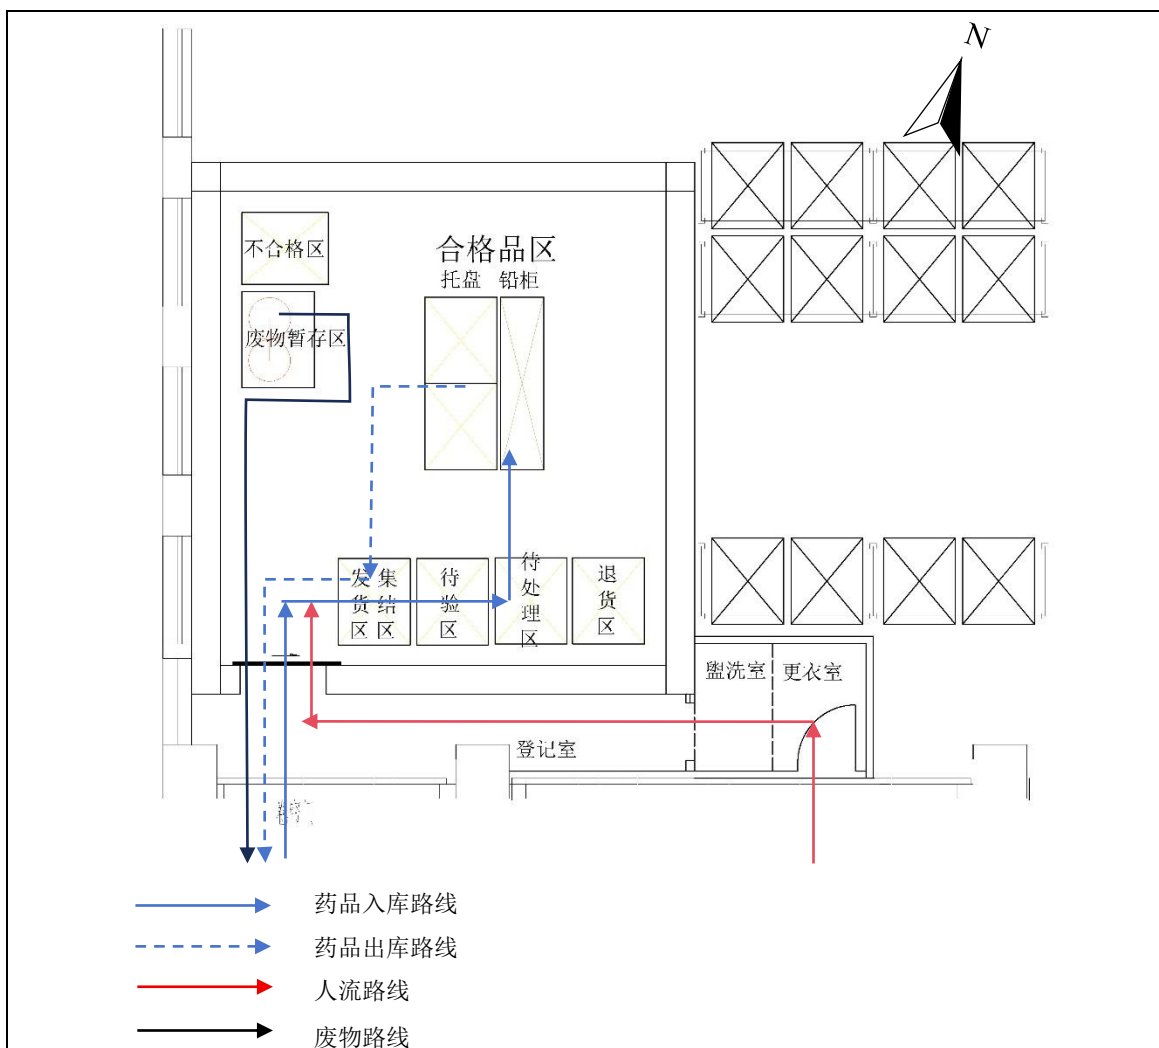 N
不合格区
合格品区
托盘 铅柜
废物暂存区
发货区
集结区
待验区
待处理区
退货区
盥洗室
更衣室
登记室
药品入库路线
药品出库路线
人流路线
废物路线